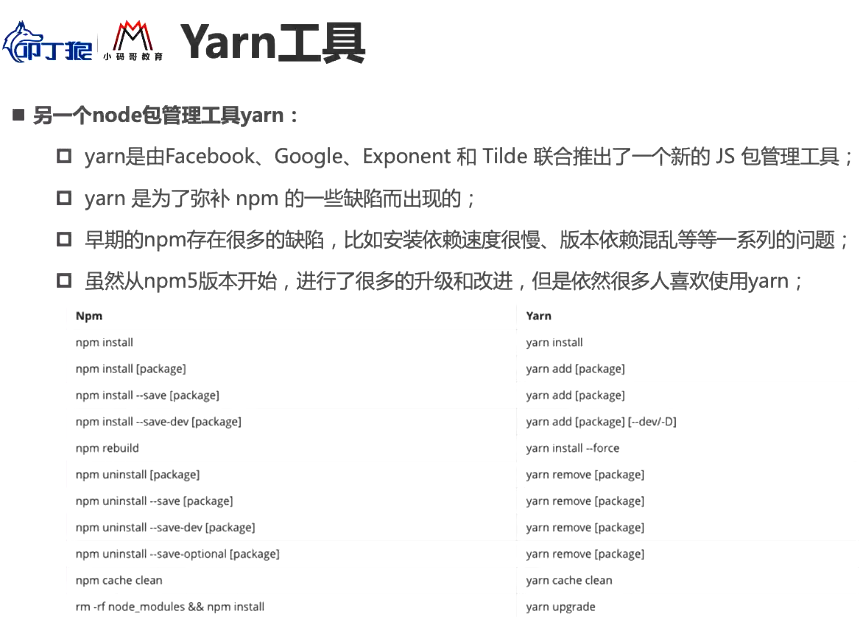 叩丁狼 小码哥教育 Yarn工具
另一个node包管理工具yarn：
yarn是由Facebook、Google、Exponent 和 Tilde 联合推出了一个新的 JS 包管理工具；
yarn 是为了弥补 npm 的一些缺陷而出现的；
早期的npm存在很多的缺陷，比如安装依赖速度很慢、版本依赖混乱等等一系列的问题；
虽然从npm5版本开始，进行了很多的升级和改进，但是依然很多人喜欢使用yarn；
Npm Yarn
npm install yarn install
npm install [package] yarn add [package]
npm install --save [package] yarn add [package]
npm install --save-dev [package] yarn add [package] [--dev/-D]
npm rebuild yarn install --force
npm uninstall [package] yarn remove [package]
npm uninstall --save [package] yarn remove [package]
npm uninstall --save-dev [package] yarn remove [package]
npm uninstall --save-optional [package] yarn remove [package]
npm cache clean yarn cache clean
rm -rf node_modules && npm install yarn upgrade